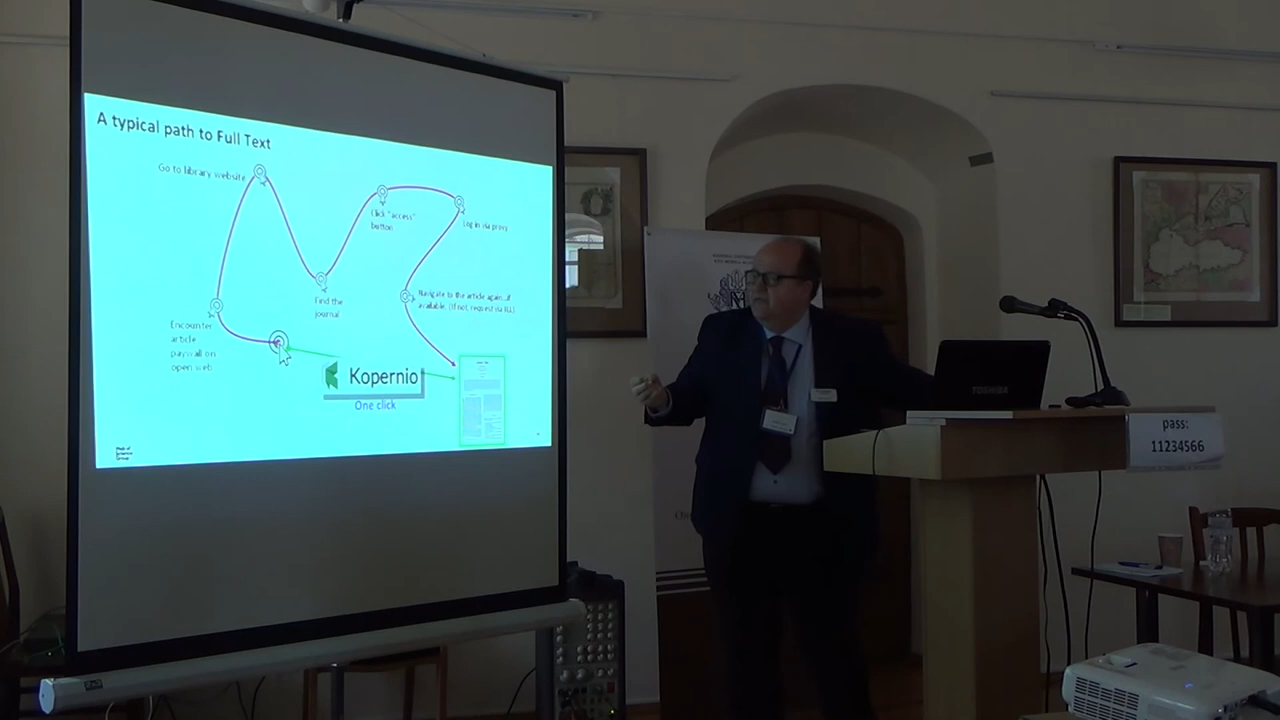 A typical path to Full Text
Go to library website
Click "access"
button
Log in via proxy
Find the
journal
Navigate to the article again...if
available. (If not, request via ILL)
Encounter
article
paywall on
open web
Kopernio
One click
TOSHIBA
pass:
11234566